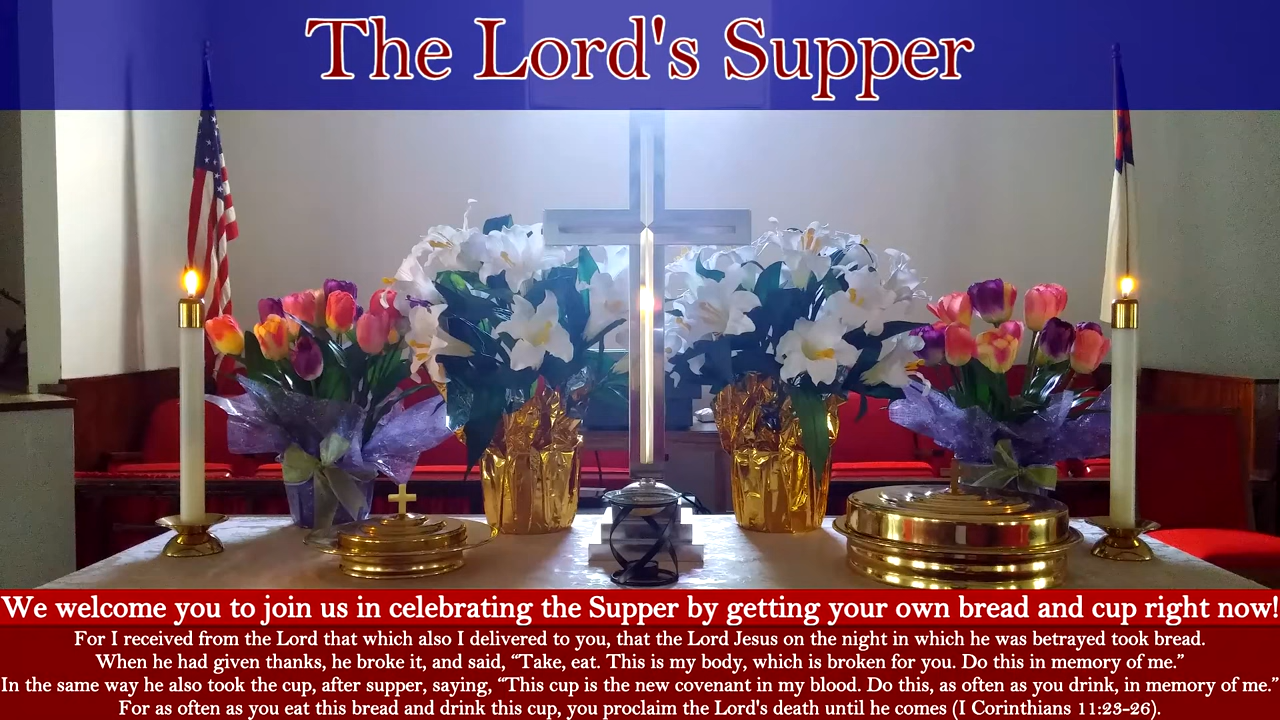 The Lord's Supper
We welcome you to join us in celebrating the Supper by getting your own bread and cup right now!
For I received from the Lord that which also I delivered to you, that the Lord Jesus on the night in which he was betrayed took bread.
When he had given thanks, he broke it, and said, “Take, eat. This is my body, which is broken for you. Do this in memory of me.”
In the same way he also took the cup, after supper, saying, “This cup is the new covenant in my blood. Do this, as often as you drink, in memory of me.”
For as often as you eat this bread and drink this cup, you proclaim the Lord's death until he comes (I Corinthians 11:23-26).